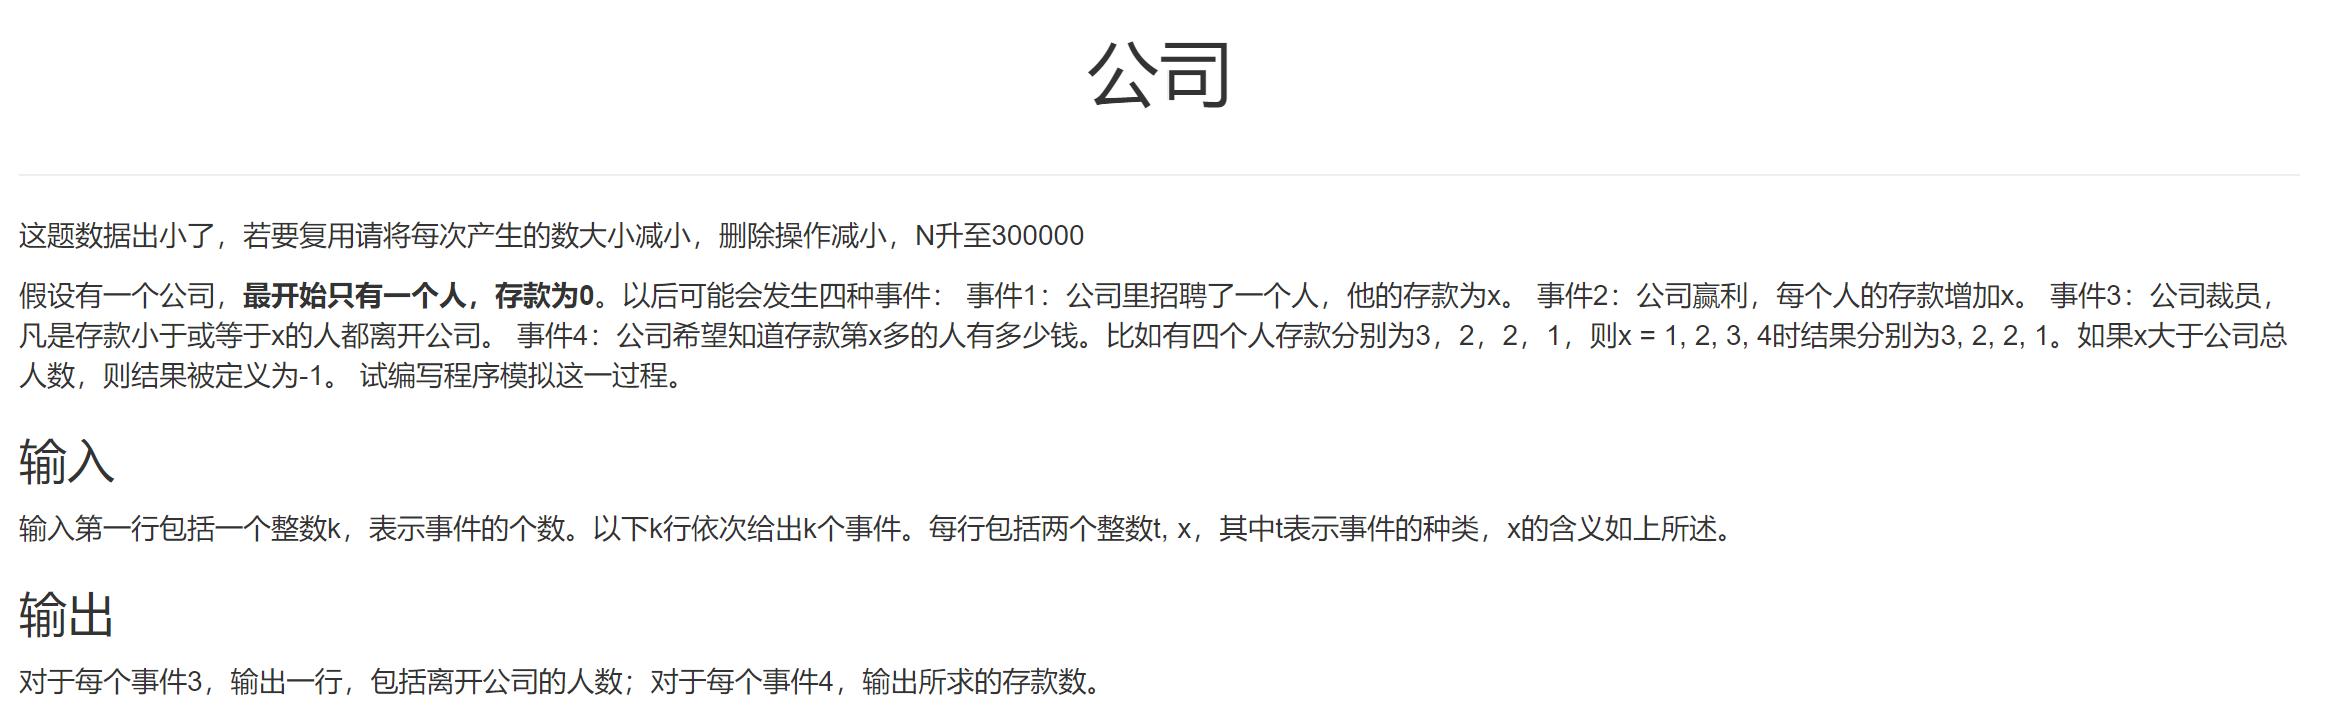 公司
这题数据出小了，若要复用请将每次产生的数大小减小，删除操作减小，N升至300000
假设有一个公司，最开始只有一个人，存款为0。以后可能会发生四种事件： 事件1：公司里招聘了一个人，他的存款为x。 事件2：公司赢利，每个人的存款增加x。 事件3：公司裁员，
凡是存款小于或等于x的人都离开公司。 事件4：公司希望知道存款第x多的人有多少钱。比如有四个人存款分别为3，2，2，1，则x = 1, 2, 3, 4时结果分别为3, 2, 2, 1。如果x大于公司总
人数，则结果被定义为-1。 试编写程序模拟这一过程。
输入
输入第一行包括一个整数k，表示事件的个数。以下k行依次给出k个事件。每行包括两个整数t, x，其中t表示事件的种类，x的含义如上所述。
输出
对于每个事件3，输出一行，包括离开公司的人数；对于每个事件4，输出所求的存款数。